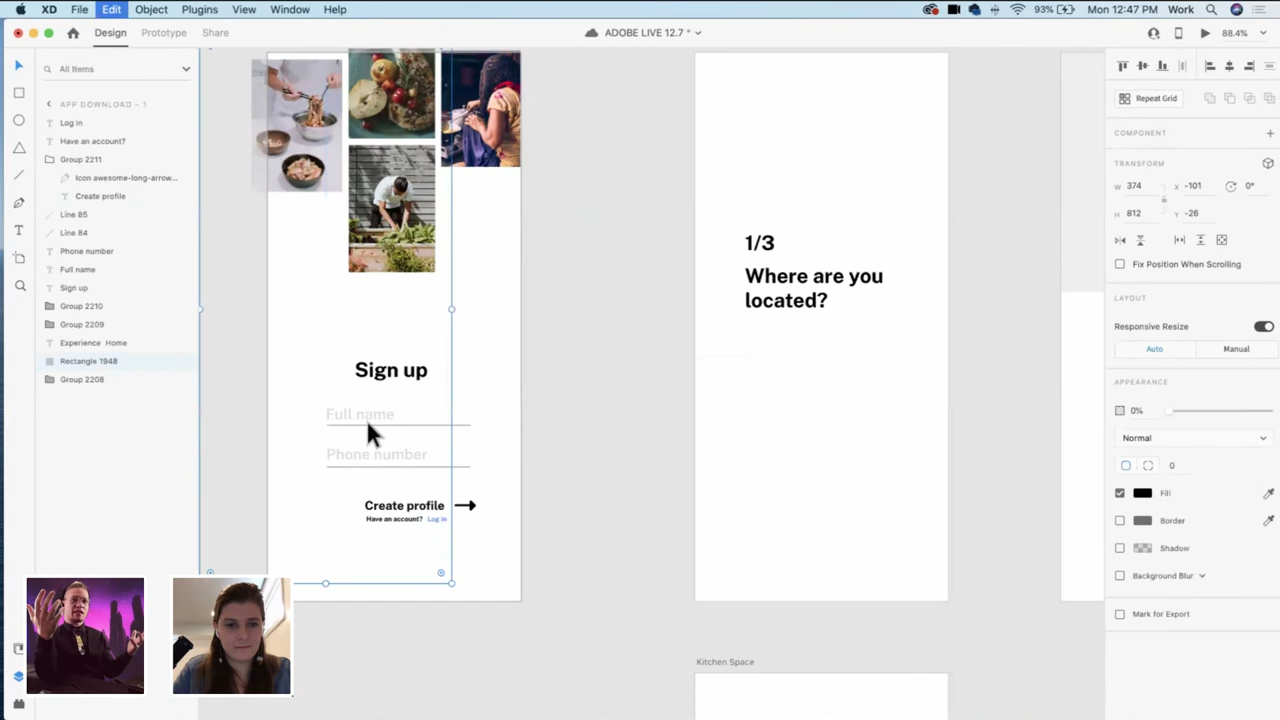 XD File Edit Object Plugins View Window Help
93% Mon 12:47 PM Work
Design Prototype Share
ADOBE LIVE 12.7 *
88.4%
All Items
APP DOWNLOAD – 1
Log in
Have an account?
Group 2211
Icon awesome-long-arrow...
Create profile
Line 85
Line 84
Phone number
Full name
Sign up
Group 2210
Group 2209
Experience Home
Rectangle 1948
Group 2208
Sign up
Full name
Phone number
Create profile
Have an account? Log in
1/3
Where are you
located?
Kitchen Space
Repeat Grid
COMPONENT
TRANSFORM
W 374 X -101 0°
H 812 Y -26
Fix Position When Scrolling
LAYOUT
Responsive Resize
Auto Manual
APPEARANCE
0%
Normal
0
Fill
Border
Shadow
Background Blur
Mark for Export